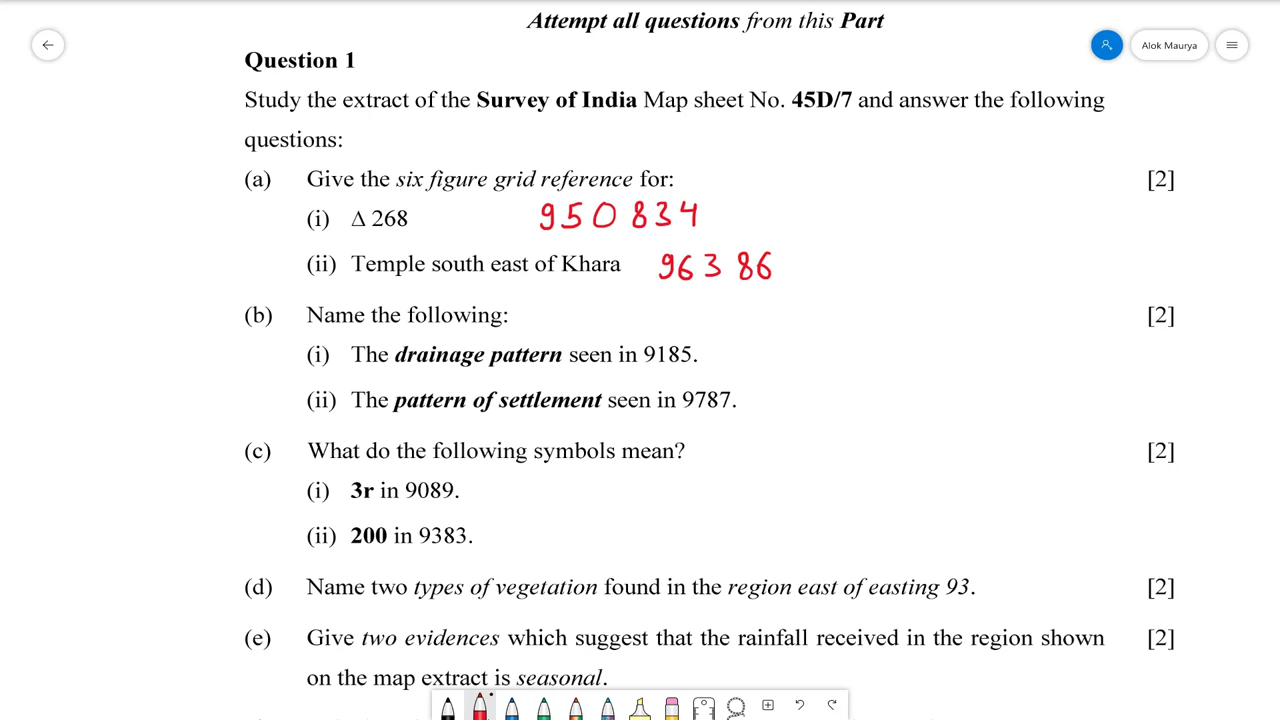 Attempt all questions from this Part
Alok Maurya
Question 1
Study the extract of the Survey of India Map sheet No. 45D/7 and answer the following
questions:
(a) Give the six figure grid reference for: [2]
(i) Δ 268 950 834
(ii) Temple south east of Khara 963 86
(b) Name the following: [2]
(i) The drainage pattern seen in 9185.
(ii) The pattern of settlement seen in 9787.
(c) What do the following symbols mean? [2]
(i) 3r in 9089.
(ii) 200 in 9383.
(d) Name two types of vegetation found in the region east of easting 93. [2]
(e) Give two evidences which suggest that the rainfall received in the region shown [2]
on the map extract is seasonal.